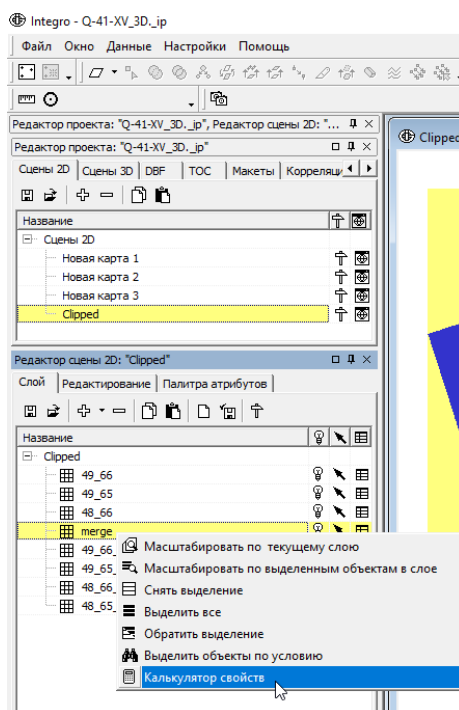 Integro - Q-41-XV_3D._ip
Файл Окно Данные Настройки Помощь
Редактор проекта: "Q-41-XV_3D._ip", Редактор сцены 2D: "...
Редактор проекта: "Q-41-XV_3D._ip"
Сцены 2D Сцены 3D DBF TOC Макеты Корреляц
Название
Сцены 2D
Новая карта 1
Новая карта 2
Новая карта 3
Clipped
Редактор сцены 2D: "Clipped"
Слой Редактирование Палитра атрибутов
Название
Clipped
49_66
49_65
48_66
merge
49_66_
49_65_
48_66_
48_65_
Масштабировать по текущему слою
Масштабировать по выделенным объектам в слое
Снять выделение
Выделить все
Обратить выделение
Выделить объекты по условию
Калькулятор свойств
Clipped